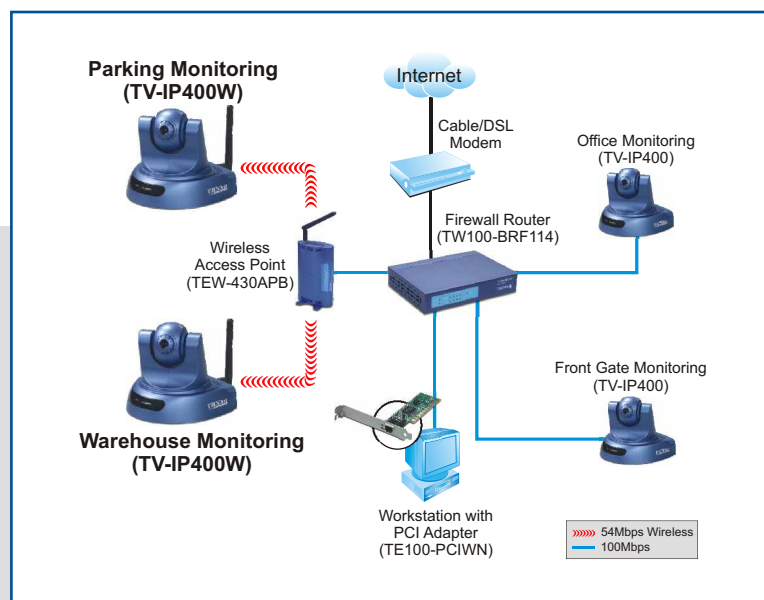 Parking Monitoring
(TV-IP400W)
Internet
Cable/DSL
Modem
Office Monitoring
(TV-IP400)
Firewall Router
(TW100-BRF114)
Wireless
Access Point
(TEW-430APB)
Front Gate Monitoring
(TV-IP400)
Warehouse Monitoring
(TV-IP400W)
Workstation with
PCI Adapter
(TE100-PCIWN)
54Mbps Wireless
100Mbps